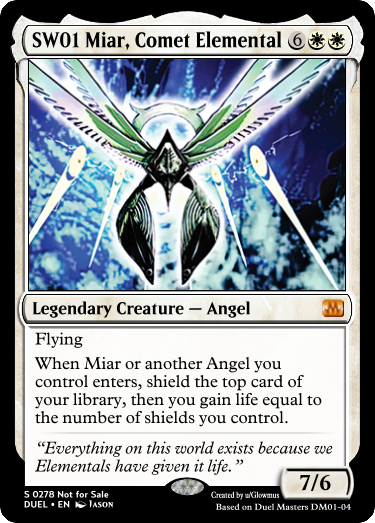 SW01 Miar, Comet Elemental 6
Legendary Creature — Angel
Flying
When Miar or another Angel you
control enters, shield the top card of
your library, then you gain life equal to
the number of shields you control.
“Everything on this world exists because we
Elementals have given it life.”
7/6
S 0278 Not for Sale
DUEL • EN JASON
Created by u/Glowmus
Based on Duel Masters DM01-04